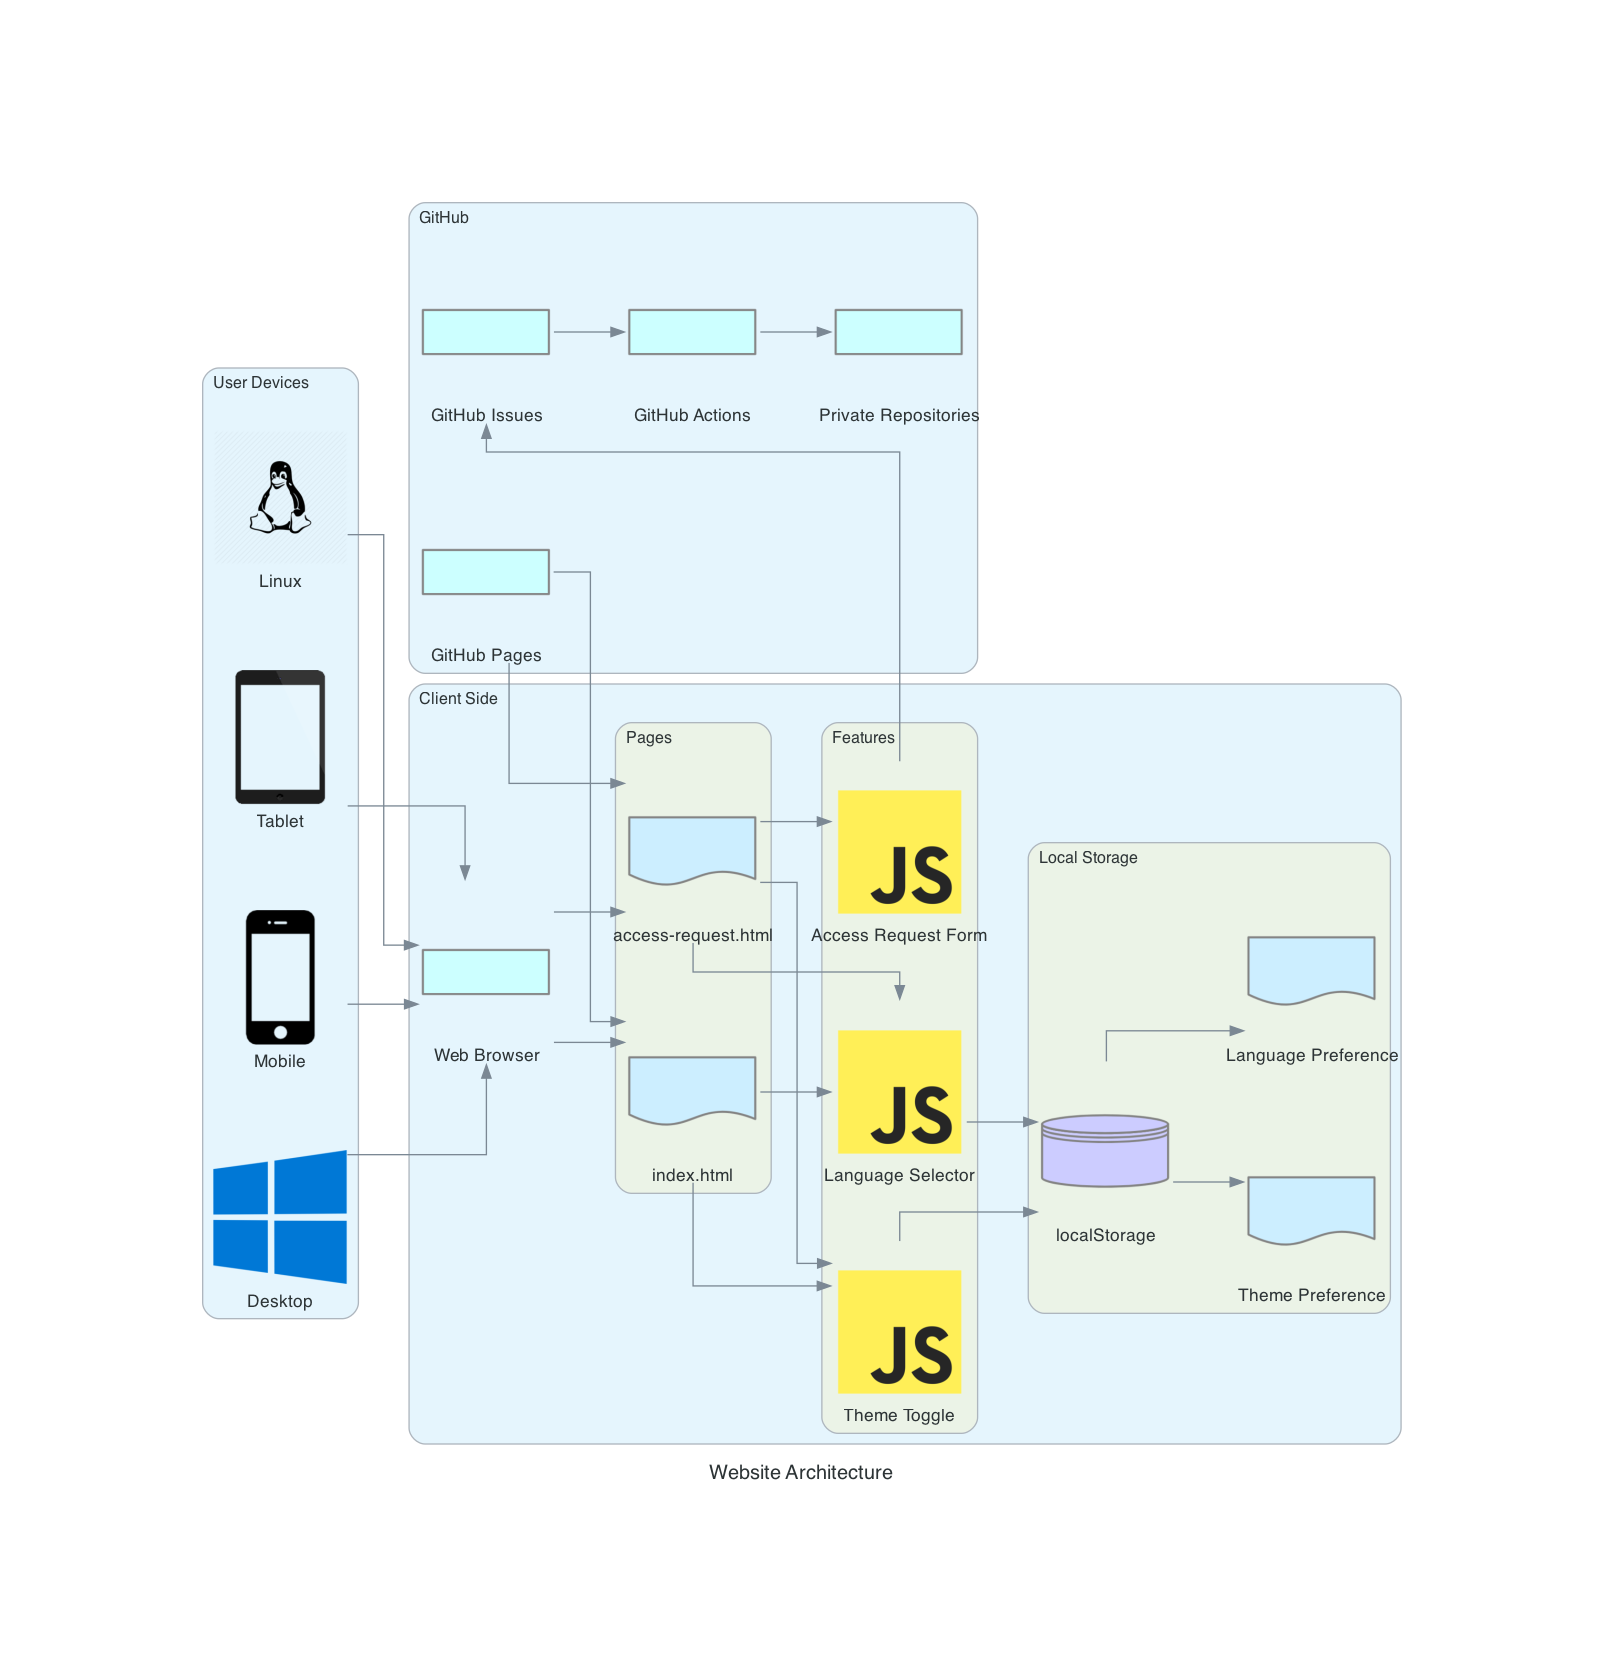 GitHub
GitHub Issues
GitHub Actions
Private Repositories
GitHub Pages
User Devices
Linux
Tablet
Mobile
Desktop
Client Side
Web Browser
Pages
access-request.html
index.html
Features
JS
Access Request Form
JS
Language Selector
JS
Theme Toggle
Local Storage
Language Preference
localStorage
Theme Preference
Website Architecture